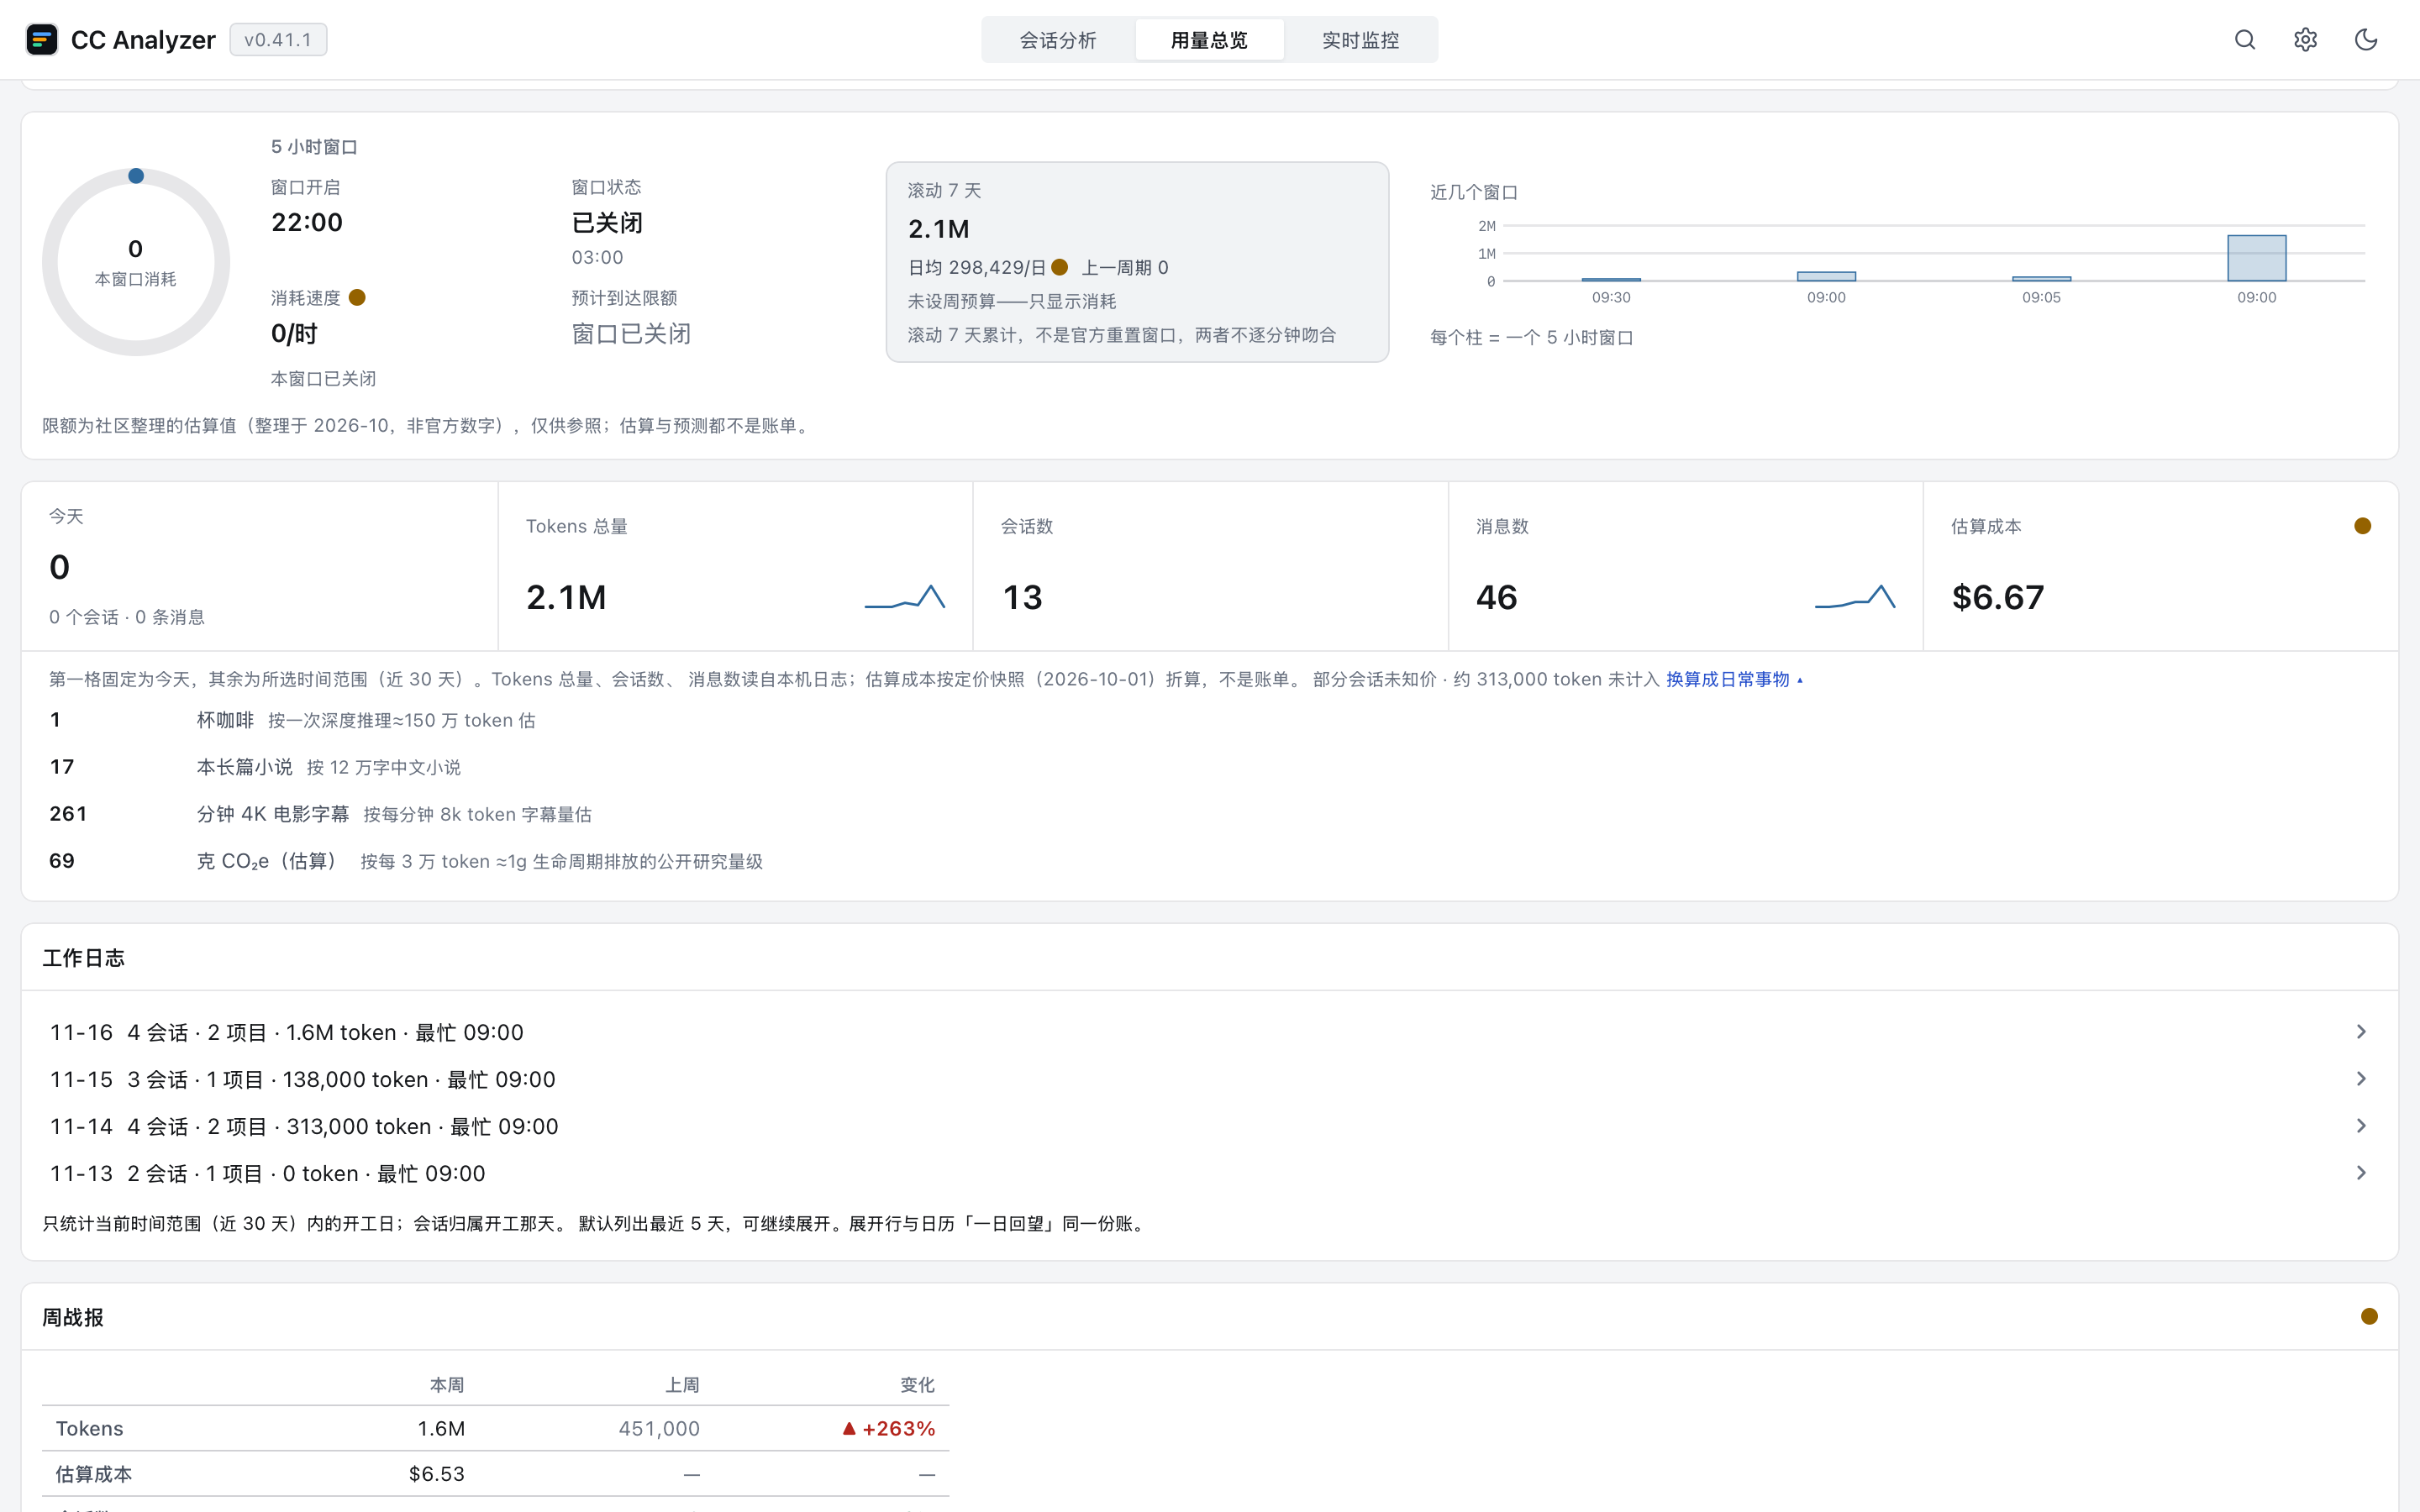 CC Analyzer v0.41.1 会话分析 用量总览 实时监控
5 小时窗口
0
本窗口消耗
窗口开启
22:00
窗口状态
已关闭
03:00
消耗速度
0/时
预计到达限额
窗口已关闭
本窗口已关闭
滚动 7 天
2.1M
日均 298,429/日 上一周期 0
未设周预算——只显示消耗
滚动 7 天累计，不是官方重置窗口，两者不逐分钟吻合
近几个窗口
2M
1M
0
09:30 09:00 09:05 09:00
每个柱 = 一个 5 小时窗口
限额为社区整理的估算值（整理于 2026-10，非官方数字），仅供参照；估算与预测都不是账单。
今天
0
0 个会话 · 0 条消息
Tokens 总量
2.1M
会话数
13
消息数
46
估算成本
$6.67
第一格固定为今天，其余为所选时间范围（近 30 天）。Tokens 总量、会话数、 消息数读自本机日志；估算成本按定价快照（2026-10-01）折算，不是账单。 部分会话未知价 · 约 313,000 token 未计入 换算成日常事物 ▴
1 杯咖啡 按一次深度推理≈150 万 token 估
17 本长篇小说 按 12 万字中文小说
261 分钟 4K 电影字幕 按每分钟 8k token 字幕量估
69 克 CO₂e（估算） 按每 3 万 token ≈1g 生命周期排放的公开研究量级
工作日志
11-16 4 会话 · 2 项目 · 1.6M token · 最忙 09:00
11-15 3 会话 · 1 项目 · 138,000 token · 最忙 09:00
11-14 4 会话 · 2 项目 · 313,000 token · 最忙 09:00
11-13 2 会话 · 1 项目 · 0 token · 最忙 09:00
只统计当前时间范围（近 30 天）内的开工日；会话归属开工那天。 默认列出最近 5 天，可继续展开。展开行与日历「一日回望」同一份账。
周战报
本周 上周 变化
Tokens 1.6M 451,000 ▲ +263%
估算成本 $6.53 — —